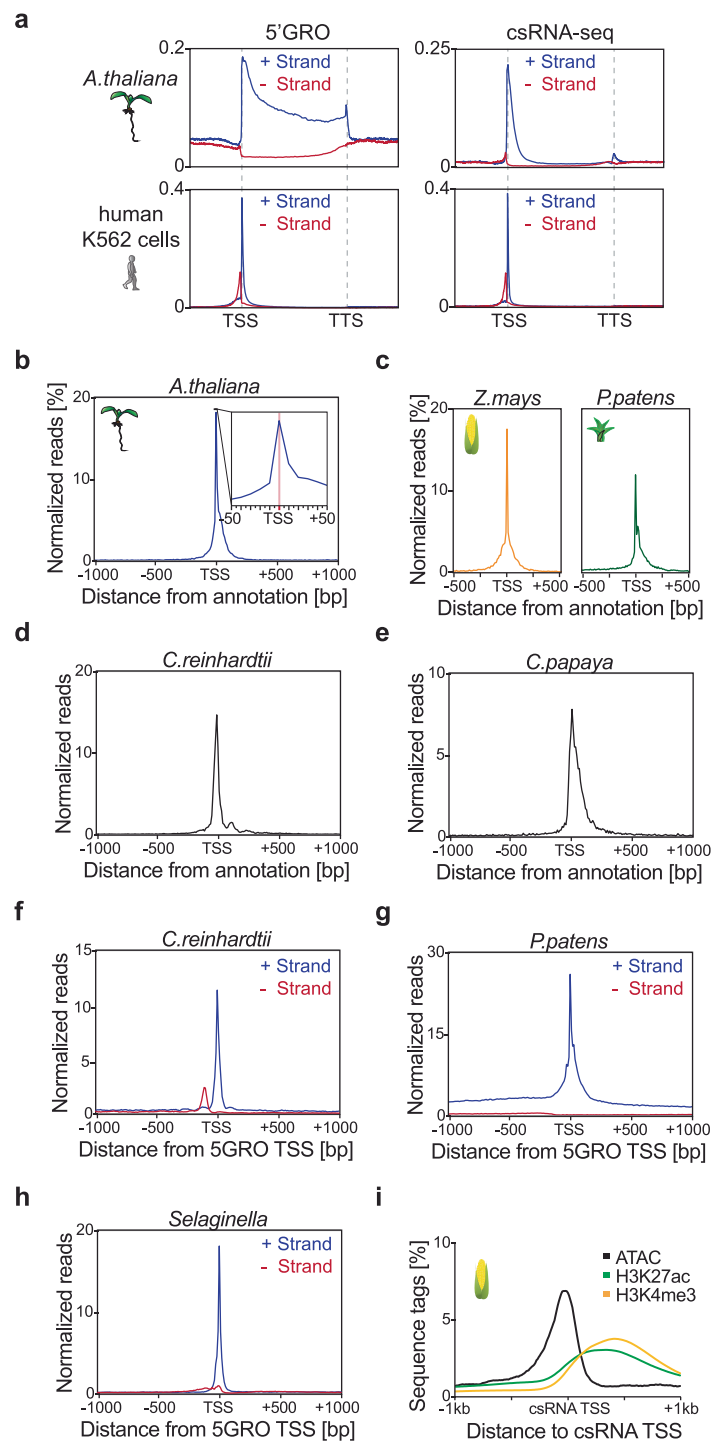 a
5'GRO
csRNA-seq
A.thaliana
0.2
+ Strand
- Strand
0
0.25
+ Strand
- Strand
0
human
K562 cells
0.4
+ Strand
- Strand
0
TSS
TTS
0.4
+ Strand
- Strand
0
TSS
TTS
b
A.thaliana
Normalized reads [%]
20
10
0
-50
TSS
+50
-1000
-500
TSS
+500
+1000
Distance from annotation [bp]
c
Z.mays
P.patens
Normalized reads [%]
20
10
0
-500
TSS
+500
-500
TSS
+500
Distance from annotation [bp]
d
C.reinhardtii
Normalized reads
20
10
0
-1000
-500
TSS
+500
+1000
Distance from annotation [bp]
e
C.papaya
Normalized reads
10
5
0
-1000
-500
TSS
+500
+1000
Distance from annotation [bp]
f
C.reinhardtii
Normalized reads
15
10
5
0
+ Strand
- Strand
-1000
-500
TSS
+500
+1000
Distance from 5GRO TSS [bp]
g
P.patens
Normalized reads
30
15
0
+ Strand
- Strand
-1000
-500
TSS
+500
+1000
Distance from 5GRO TSS [bp]
h
Selaginella
Normalized reads
20
10
0
+ Strand
- Strand
-1000
-500
TSS
+500
+1000
Distance from 5GRO TSS [bp]
i
Sequence tags [%]
10
5
0
ATAC
H3K27ac
H3K4me3
-1kb
csRNA TSS
+1kb
Distance to csRNA TSS